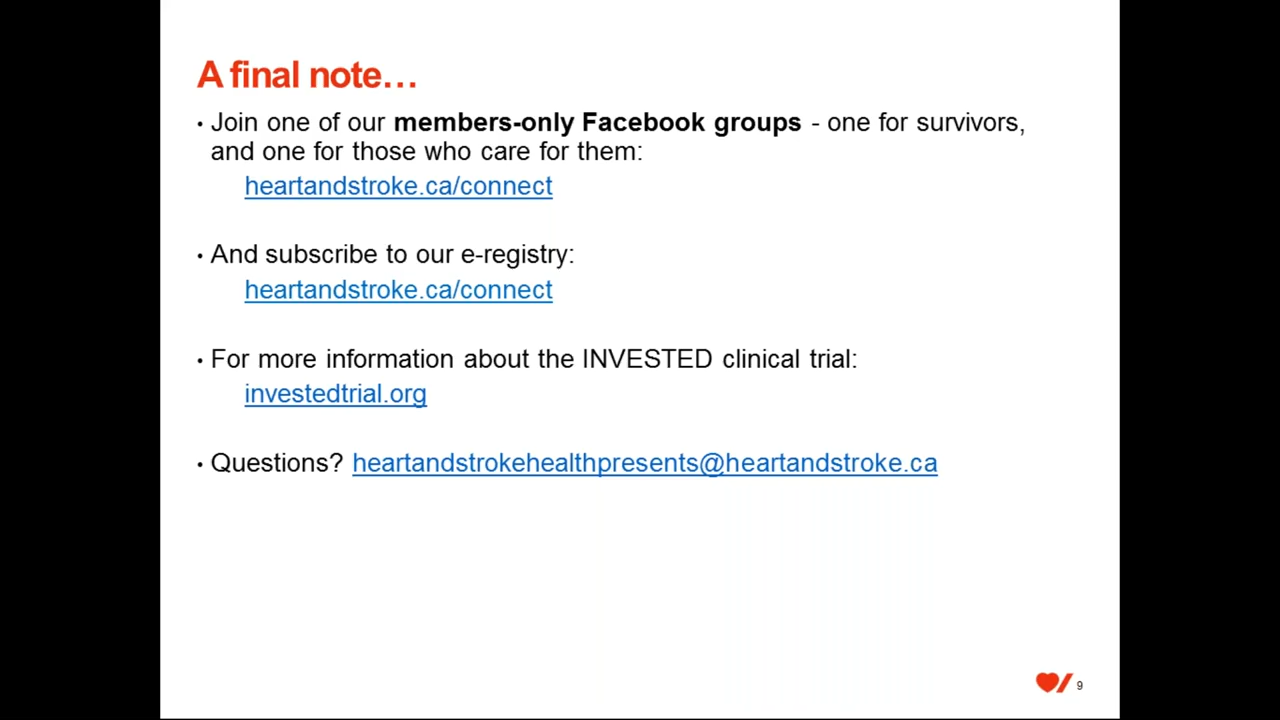 A final note…
• Join one of our members-only Facebook groups - one for survivors,
and one for those who care for them:
heartandstroke.ca/connect
• And subscribe to our e-registry:
heartandstroke.ca/connect
• For more information about the INVESTED clinical trial:
investedtrial.org
• Questions? heartandstrokehealthpresents@heartandstroke.ca
9